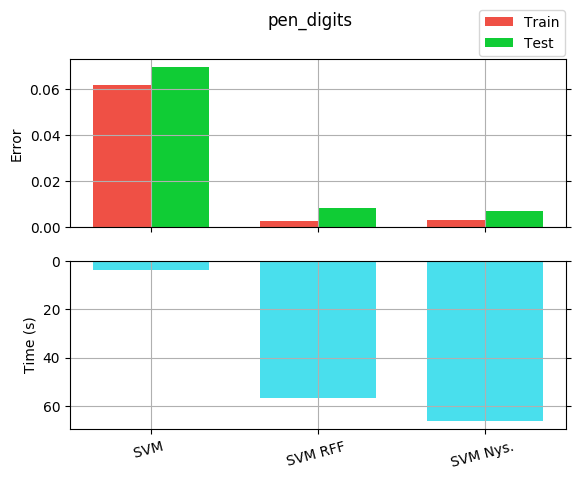 pen_digits
Train
Test
Error
0.06
0.04
0.02
0.00
Time (s)
0
20
40
60
SVM
SVM RFF
SVM Nys.